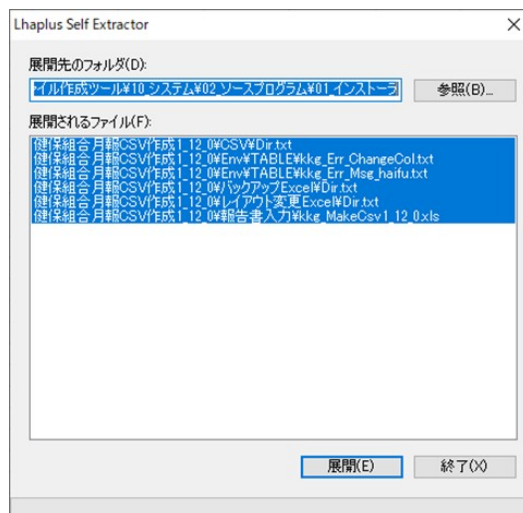 Lhaplus Self Extractor
展開先のフォルダ(D):
イル作成ツール¥10_システム¥02_ソースプログラム¥01_インストーラ
参照(B)...
展開されるファイル(F):
健保組合月報CSV作成1_12_0¥CSV¥Dir.txt
健保組合月報CSV作成1_12_0¥Env¥TABLE¥kkg_Err_ChangeCol.txt
健保組合月報CSV作成1_12_0¥Env¥TABLE¥kkg_Err_Msg_haifu.txt
健保組合月報CSV作成1_12_0¥バックアップExcel¥Dir.txt
健保組合月報CSV作成1_12_0¥レイアウト変更Excel¥Dir.txt
健保組合月報CSV作成1_12_0¥報告書入力¥kkg_MakeCsv1_12_0.xls
展開(E)
終了(X)